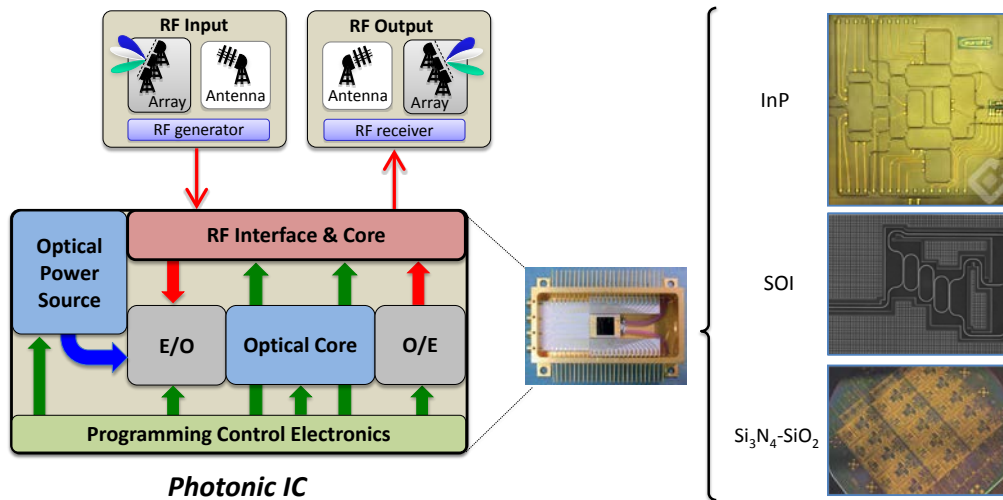 RF Input
Array
Antenna
RF generator
RF Output
Antenna
Array
RF receiver
Optical
Power
Source
RF Interface & Core
E/O
Optical Core
O/E
Programming Control Electronics
Photonic IC
InP
SOI
Si₃N₄-SiO₂